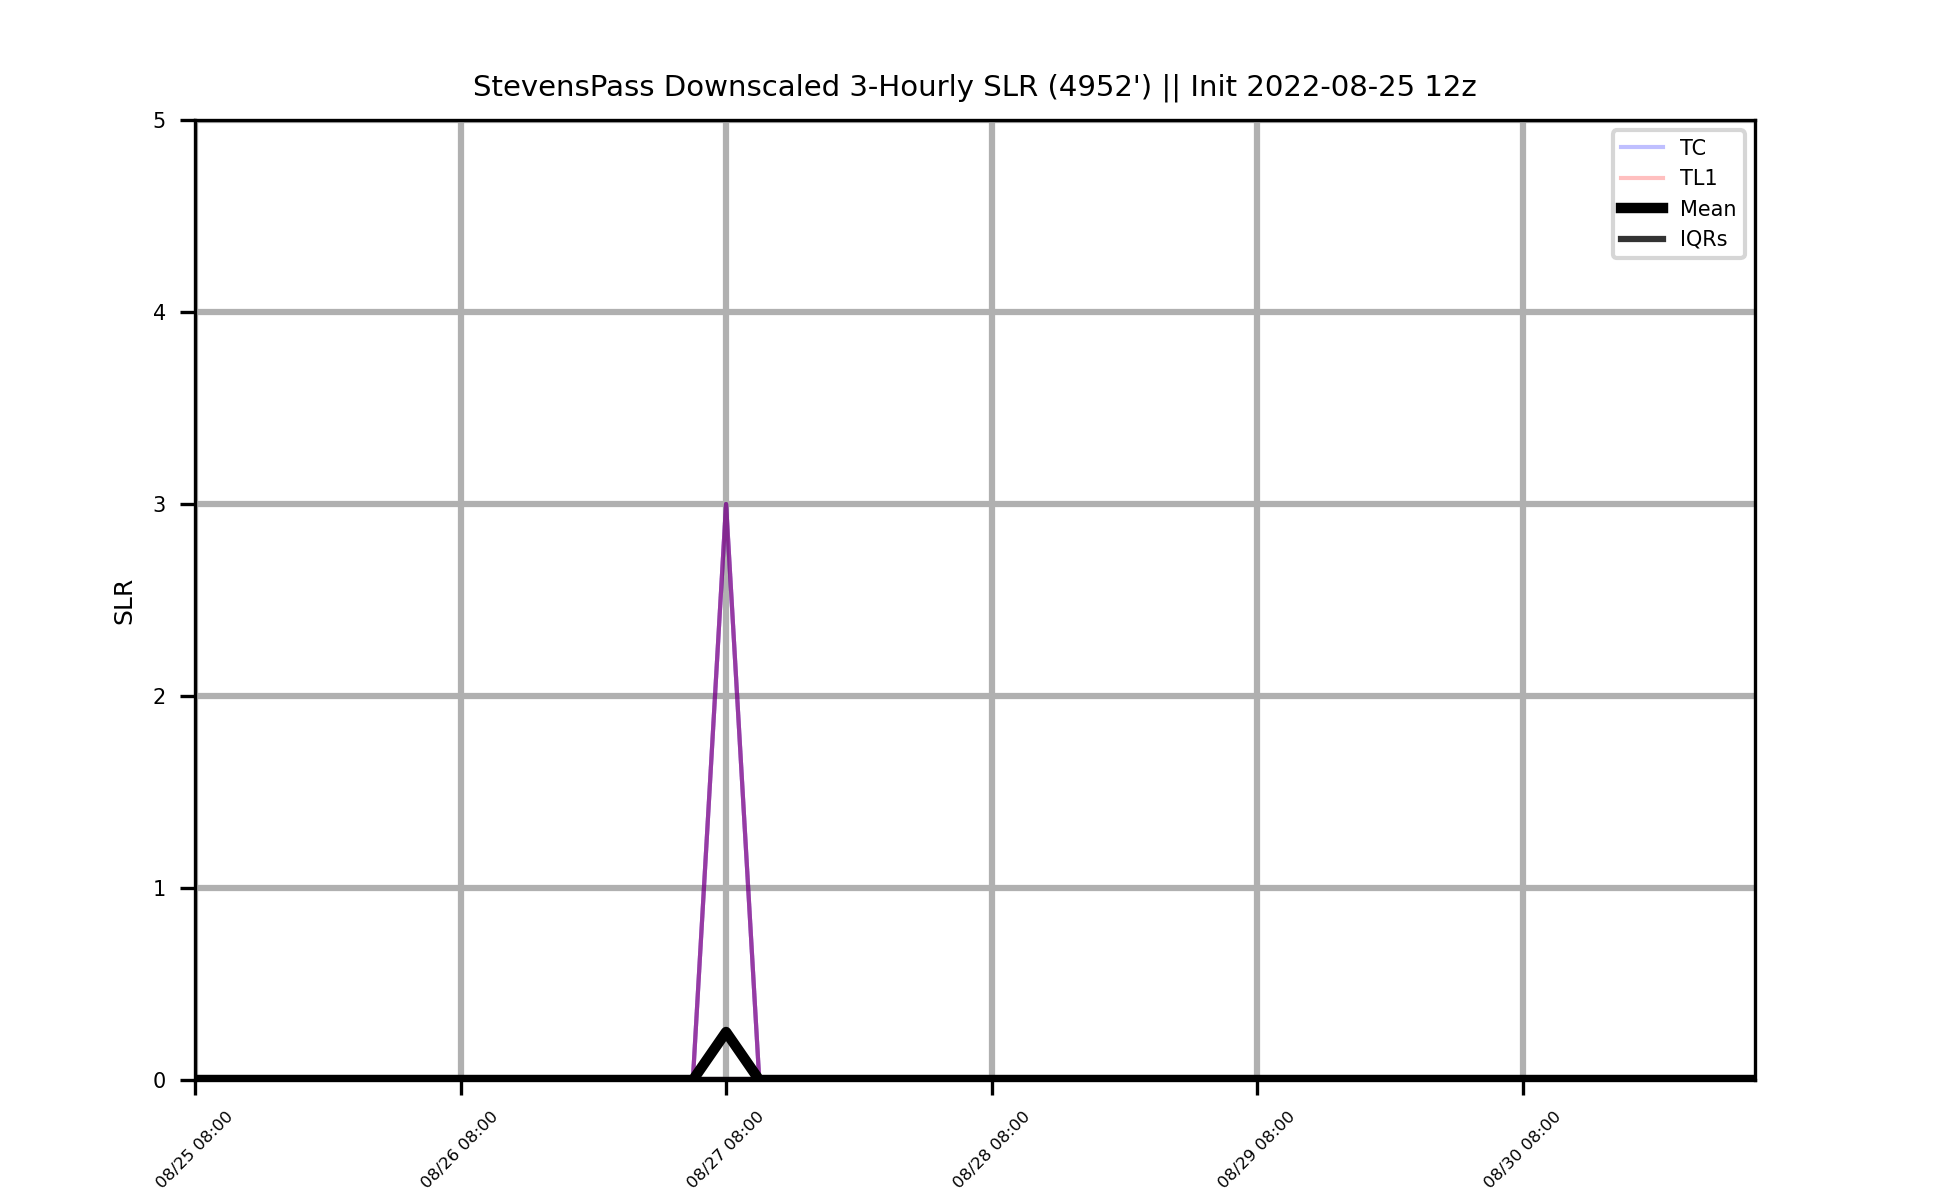 StevensPass Downscaled 3-Hourly SLR (4952') || Init 2022-08-25 12z
5
4
3
2
1
0
SLR
TC
TL1
Mean
IQRs
08/25 08:00
08/26 08:00
08/27 08:00
08/28 08:00
08/29 08:00
08/30 08:00